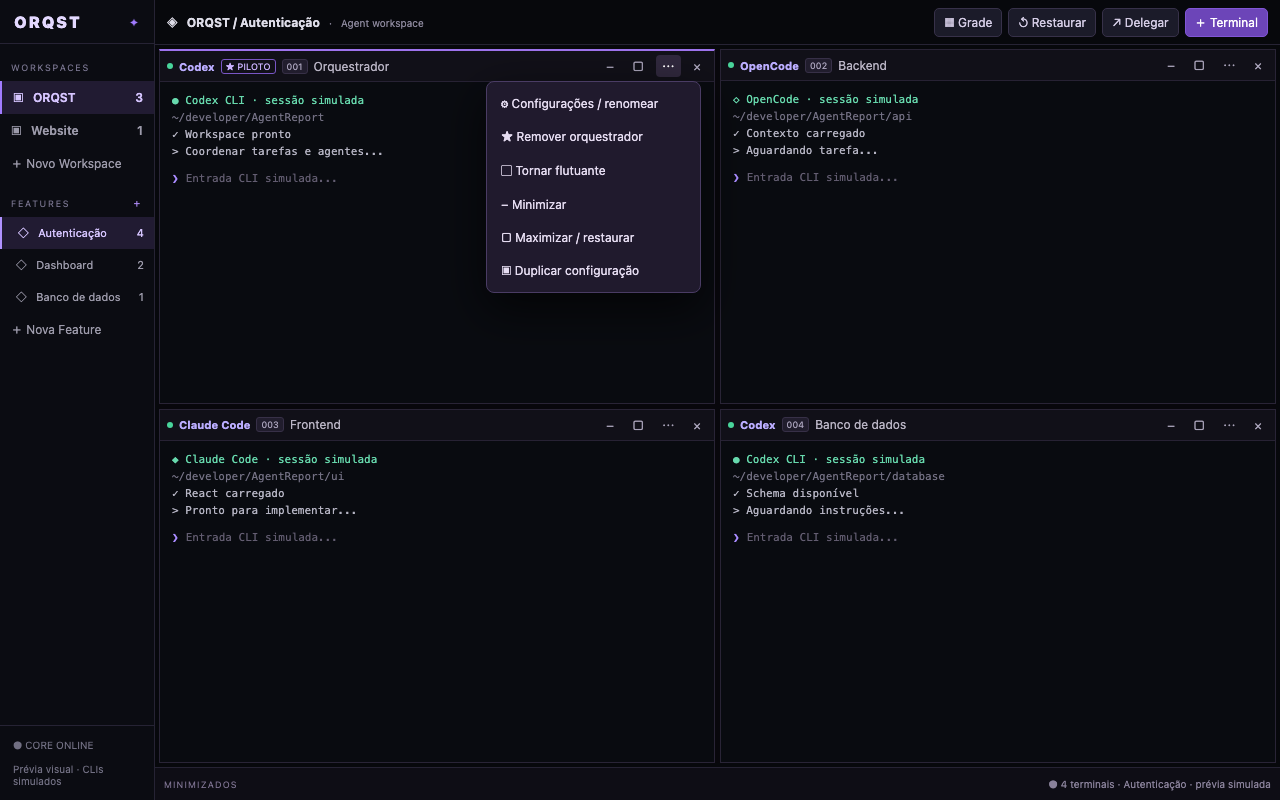 ORQST
WORKSPACES
ORQST 3
Website 1
+ Novo Workspace
FEATURES +
Autenticação 4
Dashboard 2
Banco de dados 1
+ Nova Feature
CORE ONLINE
Prévia visual · CLIs
simulados
ORQST / Autenticação · Agent workspace
Grade
Restaurar
Delegar
+ Terminal
Codex PILOTO 001 Orquestrador
Codex CLI · sessão simulada
~/developer/AgentReport
✓ Workspace pronto
> Coordenar tarefas e agentes...
❯ Entrada CLI simulada...
Configurações / renomear
Remover orquestrador
Tornar flutuante
– Minimizar
Maximizar / restaurar
Duplicar configuração
OpenCode 002 Backend
OpenCode · sessão simulada
~/developer/AgentReport/api
✓ Contexto carregado
> Aguardando tarefa...
❯ Entrada CLI simulada...
Claude Code 003 Frontend
Claude Code · sessão simulada
~/developer/AgentReport/ui
✓ React carregado
> Pronto para implementar...
❯ Entrada CLI simulada...
Codex 004 Banco de dados
Codex CLI · sessão simulada
~/developer/AgentReport/database
✓ Schema disponível
> Aguardando instruções...
❯ Entrada CLI simulada...
MINIMIZADOS
4 terminais · Autenticação · prévia simulada